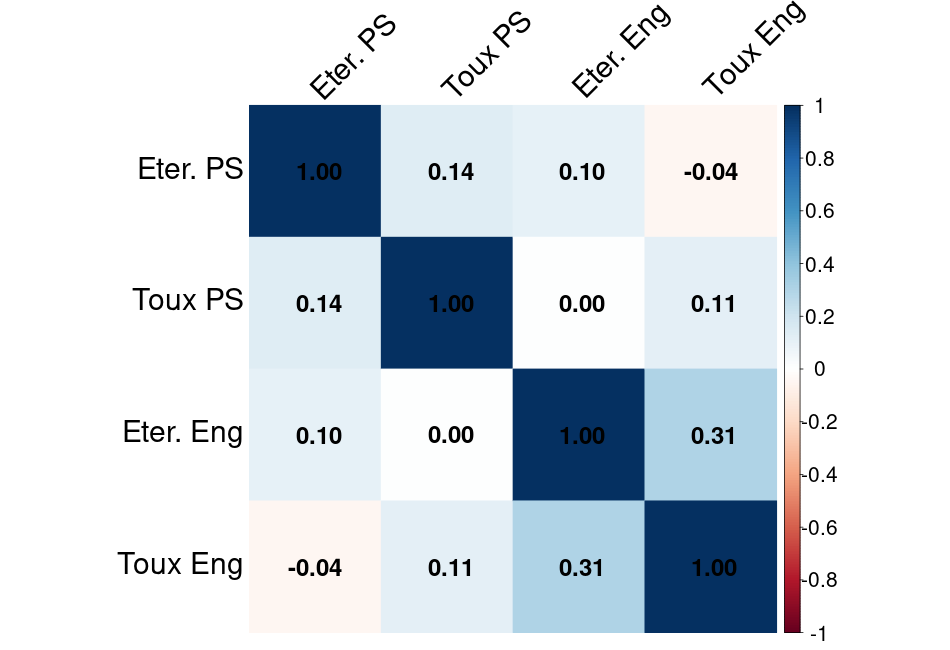 Eter. PS Toux PS Eter. Eng Toux Eng
1
Eter. PS 1.00 0.14 0.10 -0.04
0.8
0.6
0.4
Toux PS 0.14 1.00 0.00 0.11
0.2
0
Eter. Eng 0.10 0.00 1.00 0.31
-0.2
-0.4
-0.6
Toux Eng -0.04 0.11 0.31 1.00
-0.8
-1